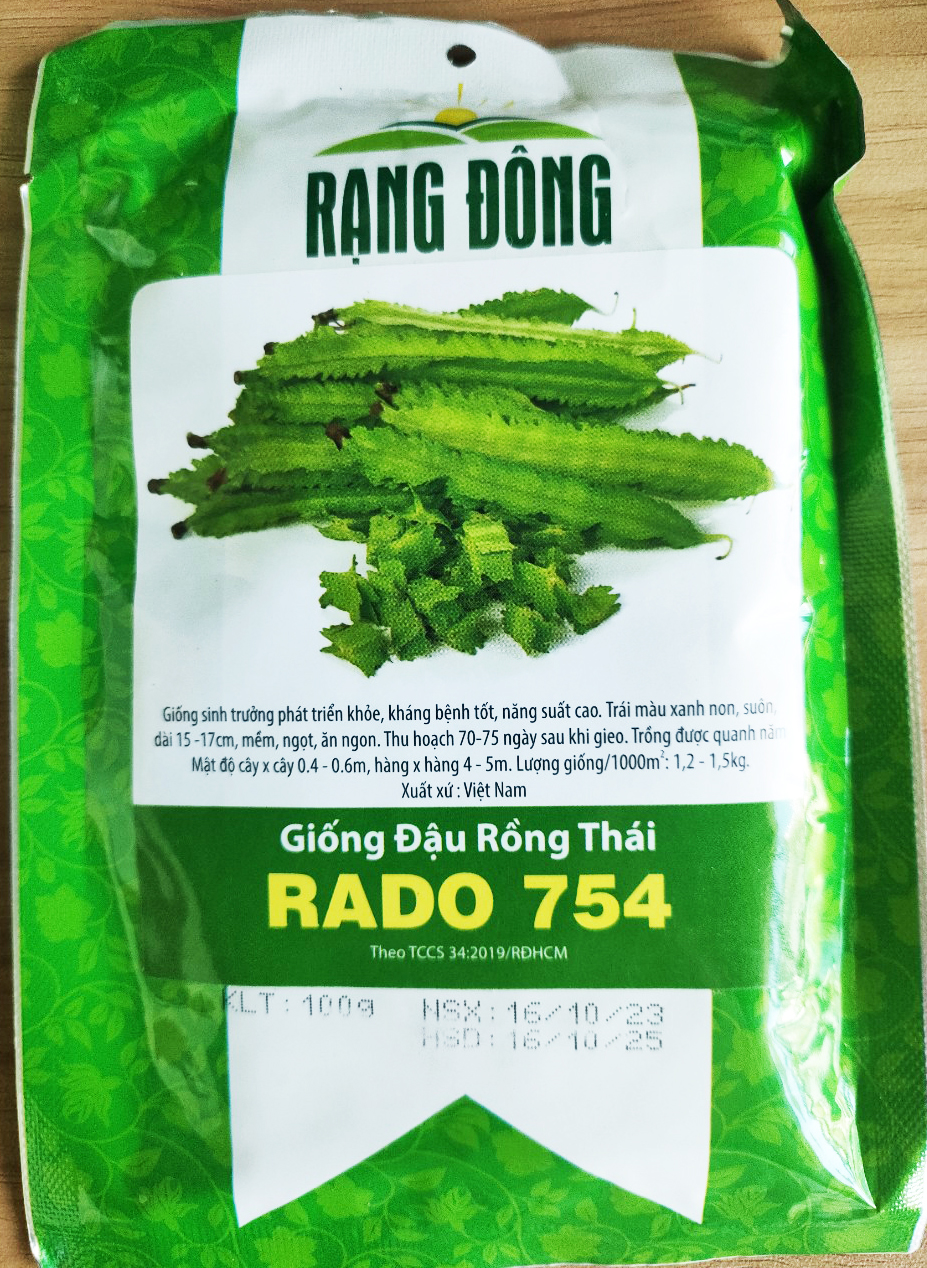 RẠNG ĐÔNG
Giống sinh trưởng phát triển khỏe, kháng bệnh tốt, năng suất cao. Trái màu xanh non, suôn,
dài 15 -17cm, mềm, ngọt, ăn ngon. Thu hoạch 70-75 ngày sau khi gieo. Trồng được quanh năm
Mật độ cây x cây 0.4 - 0.6m, hàng x hàng 4 - 5m. Lượng giống/1000m²: 1,2 - 1,5kg.
Xuất xứ : Việt Nam
Giống Đậu Rồng Thái
RADO 754
Theo TCCS 34:2019/RĐHCM
KLT: 100g NSX: 16/10/23
HSD: 16/10/25